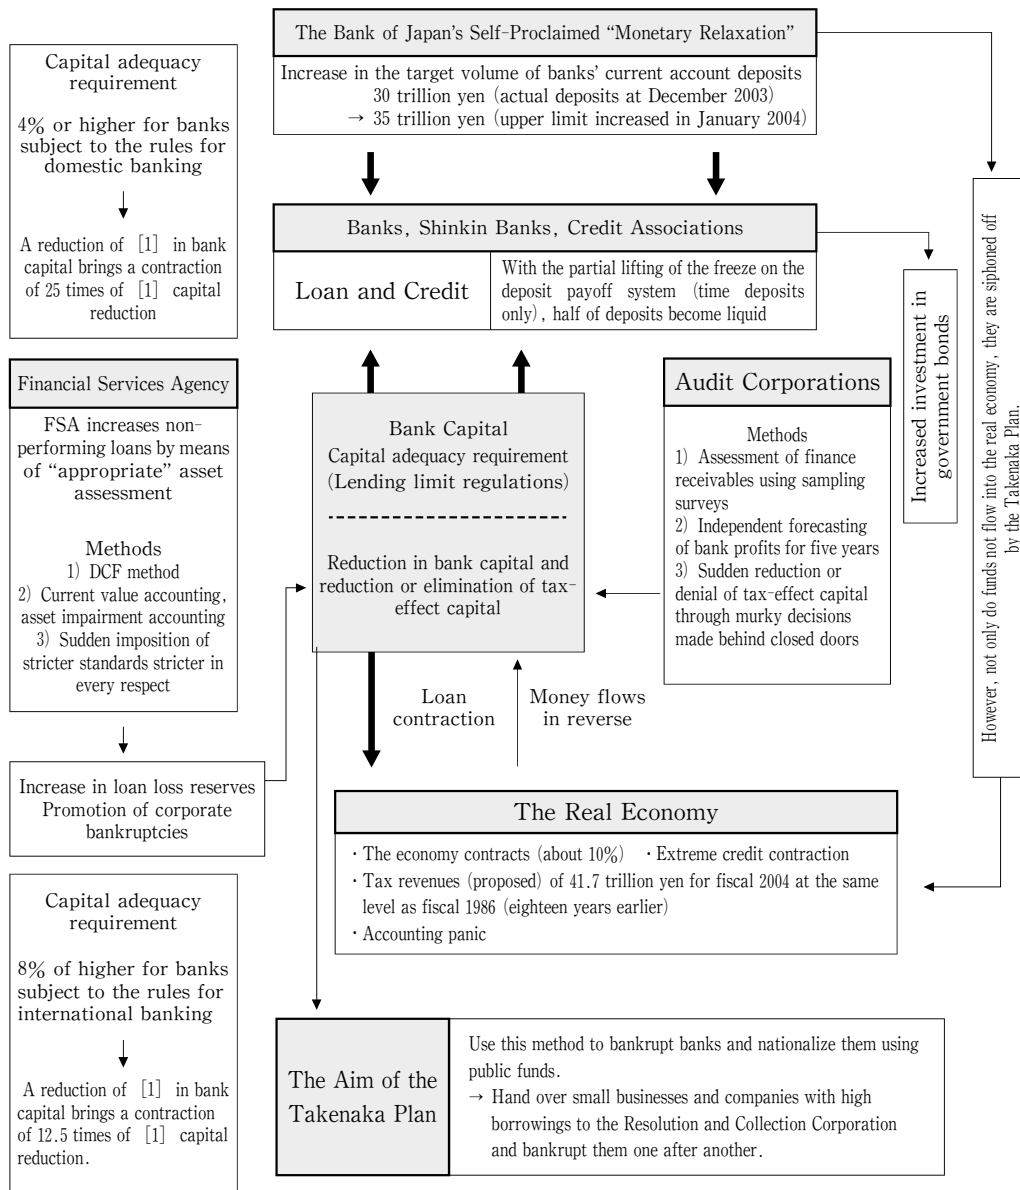 The Bank of Japan's Self-Proclaimed “Monetary Relaxation”
Increase in the target volume of banks' current account deposits
30 trillion yen (actual deposits at December 2003)
→ 35 trillion yen (upper limit increased in January 2004)
Capital adequacy
requirement
4% or higher for banks
subject to the rules for
domestic banking
A reduction of [1] in bank
capital brings a contraction
of 25 times of [1] capital
reduction
Banks, Shinkin Banks, Credit Associations
Loan and Credit
With the partial lifting of the freeze on the
deposit payoff system (time deposits
only), half of deposits become liquid
Increased investment in
government bonds
However, not only do funds not flow into the real economy, they are siphoned off
by the Takenaka Plan.
Financial Services Agency
FSA increases non-
performing loans by means
of “appropriate” asset
assessment
Methods
1) DCF method
2) Current value accounting,
asset impairment accounting
3) Sudden imposition of
stricter standards stricter in
every respect
Bank Capital
Capital adequacy requirement
(Lending limit regulations)
Reduction in bank capital and
reduction or elimination of tax-
effect capital
Audit Corporations
Methods
1) Assessment of finance
receivables using sampling
surveys
2) Independent forecasting
of bank profits for five years
3) Sudden reduction or
denial of tax-effect capital
through murky decisions
made behind closed doors
Loan
contraction
Money flows
in reverse
Increase in loan loss reserves
Promotion of corporate
bankruptcies
The Real Economy
・The economy contracts (about 10%) ・Extreme credit contraction
・Tax revenues (proposed) of 41.7 trillion yen for fiscal 2004 at the same
level as fiscal 1986 (eighteen years earlier)
・Accounting panic
Capital adequacy
requirement
8% of higher for banks
subject to the rules for
international banking
A reduction of [1] in bank
capital brings a contraction
of 12.5 times of [1] capital
reduction.
The Aim of the
Takenaka Plan
Use this method to bankrupt banks and nationalize them using
public funds.
→ Hand over small businesses and companies with high
borrowings to the Resolution and Collection Corporation
and bankrupt them one after another.